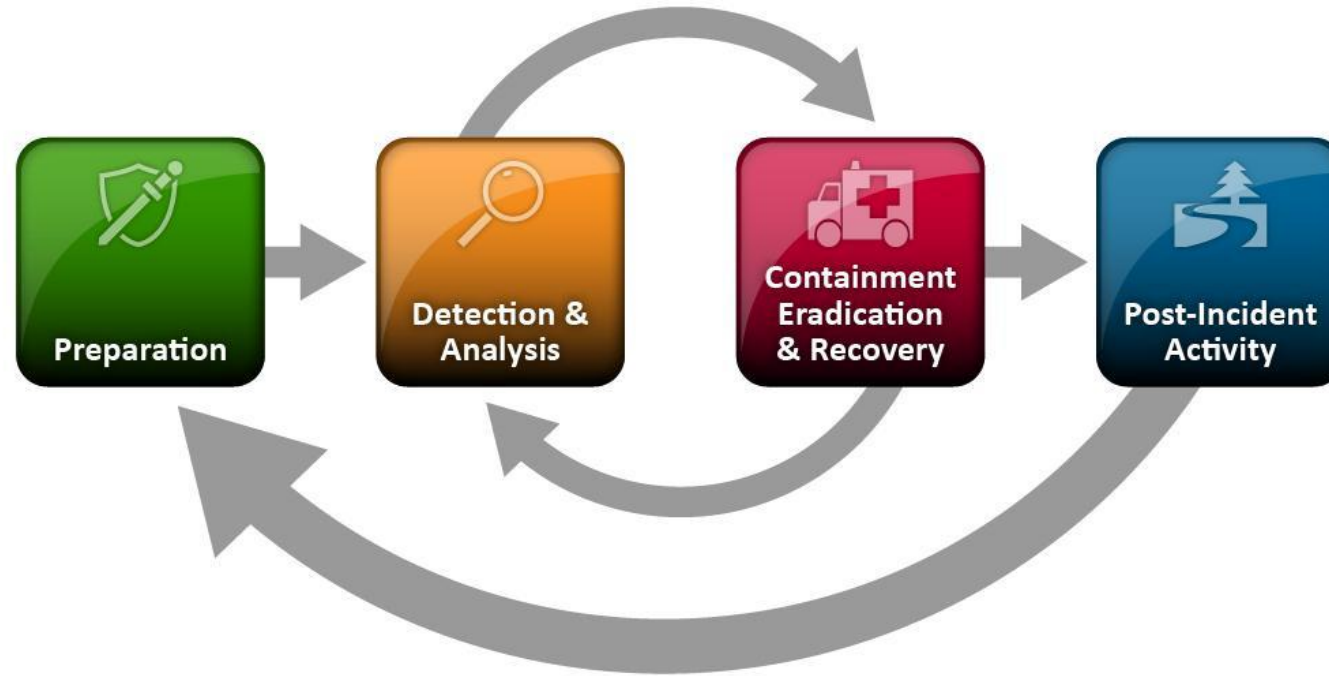 Preparation
Detection &
Analysis
Containment
Eradication
& Recovery
Post-Incident
Activity